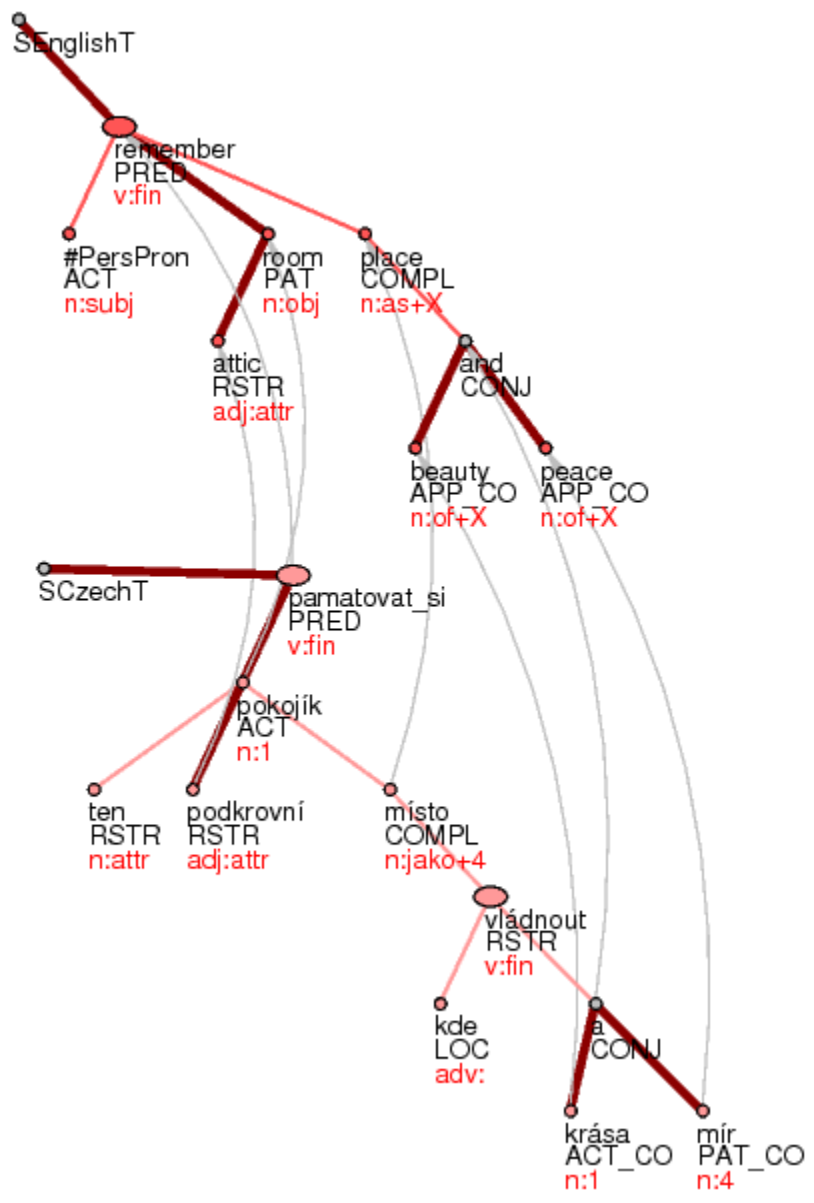 SEnglishT
remember
PRED
v:fin
#PersPron
ACT
n:subj
room
PAT
n:obj
place
COMPL
n:as+X
attic
RSTR
adj:attr
and
CONJ
beauty
APP_CO
n:of+X
peace
APP_CO
n:of+X
SCzechT
pamatovat_si
PRED
v:fin
pokojík
ACT
n:1
ten
RSTR
n:attr
podkrovní
RSTR
adj:attr
místo
COMPL
n:jako+4
vládnout
RSTR
v:fin
kde
LOC
adv:
a
CONJ
krása
ACT_CO
n:1
mír
PAT_CO
n:4